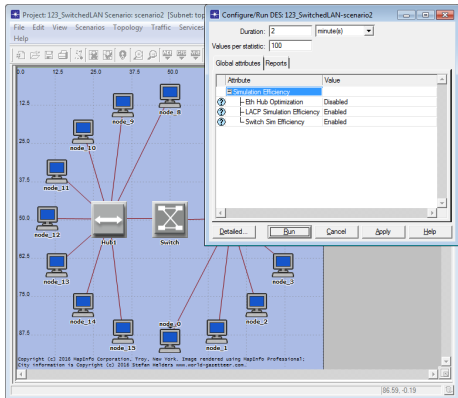 Project: 123_SwitchedLAN Scenario: scenario2 [Subnet: top
File Edit View Scenarios Topology Traffic Services
Help
0.0 12.5 25.0 37.5 50.0
12.5
25.0
37.5
50.0
62.5
75.0
87.5
node_8
node_9
node_10
node_11
node_12
Hub1
Switch
node_13
node_3
node_14
node_0
node_2
node_15
node_1
Copyright (c) 2016 MapInfo Corporation, Troy, New York. Image rendered using MapInfo Professional;
City information is Copyright (c) 2016 Stefan Helders www.world-gazetteer.com.
86.59, -0.19
Configure/Run DES: 123_SwitchedLAN-scenario2
Duration: 2 minute(s)
Values per statistic: 100
Global attributes Reports
Attribute Value
Simulation Efficiency
Eth Hub Optimization Disabled
LACP Simulation Efficiency Enabled
Switch Sim Efficiency Enabled
Detailed... Run Cancel Apply Help